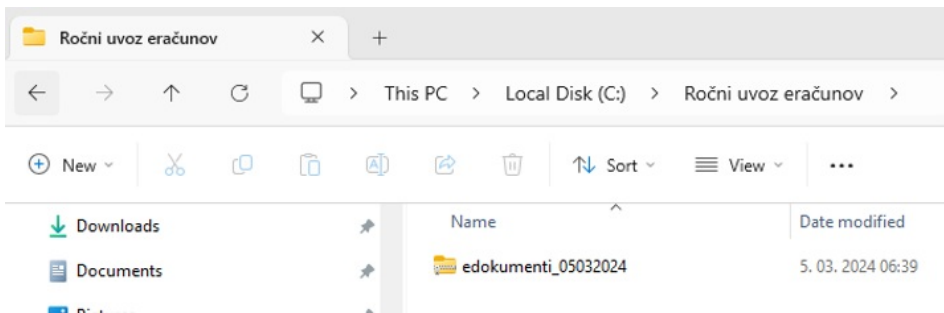 Ročni uvoz eračunov
This PC > Local Disk (C:) > Ročni uvoz eračunov >
New Sort View
Name Date modified
Downloads
edokumenti_05032024 5. 03. 2024 06:39
Documents